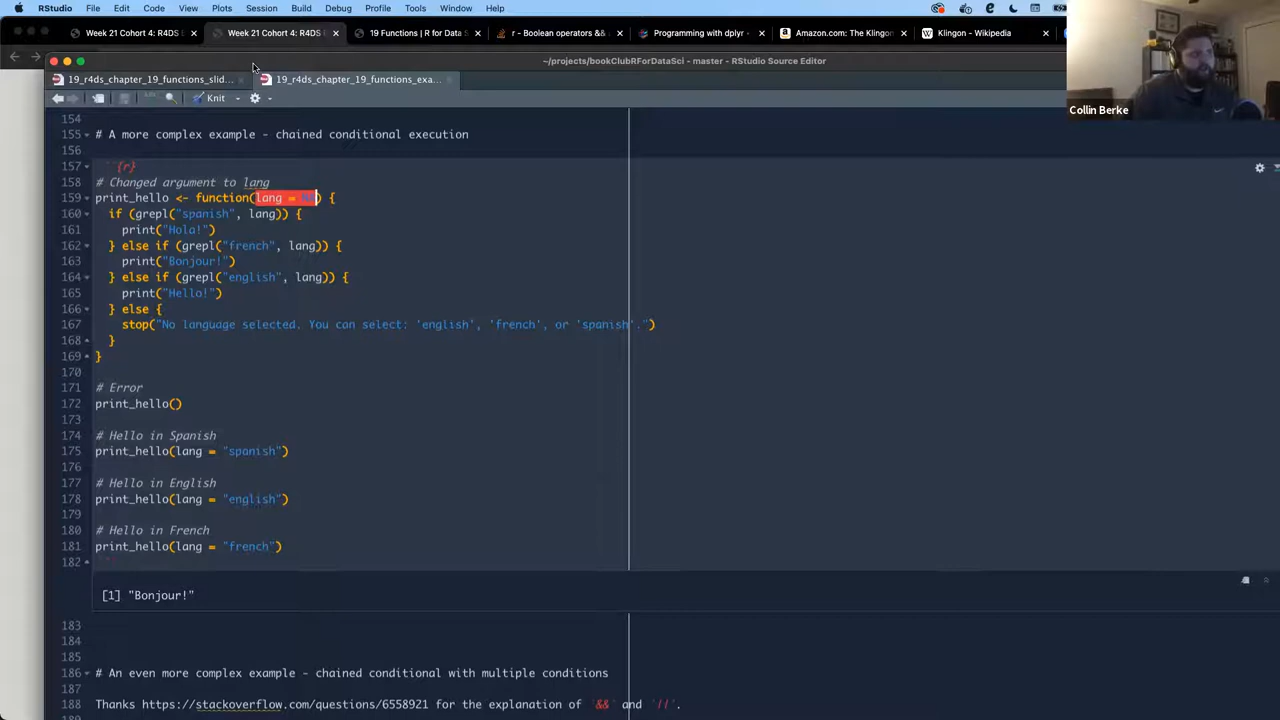 RStudio File Edit Code View Plots Session Build Debug Profile Tools Window Help
Week 21 Cohort 4: R4DS Week 21 Cohort 4: R4DS 19 Functions | R for Data r - Boolean operators && Programming with dplyr Amazon.com: The Klingon Klingon - Wikipedia
~/projects/bookClubRForDataSci - master - RStudio Source Editor
19_r4ds_chapter_19_functions_slid... 19_r4ds_chapter_19_functions_exa...
Knit
Collin Berke
154
155 # A more complex example - chained conditional execution
156
157 {r}
158 # Changed argument to lang
159 print_hello <- function(lang = ) {
160 if (grepl("spanish", lang)) {
161 print("Hola!")
162 } else if (grepl("french", lang)) {
163 print("Bonjour!")
164 } else if (grepl("english", lang)) {
165 print("Hello!")
166 } else {
167 stop("No language selected. You can select: 'english', 'french', or 'spanish'.")
168 }
169 }
170
171 # Error
172 print_hello()
173
174 # Hello in Spanish
175 print_hello(lang = "spanish")
176
177 # Hello in English
178 print_hello(lang = "english")
179
180 # Hello in French
181 print_hello(lang = "french")
182
[1] "Bonjour!"
183
184
185
186 # An even more complex example - chained conditional with multiple conditions
187
188 Thanks https://stackoverflow.com/questions/6558921 for the explanation of `&&` and `||`.